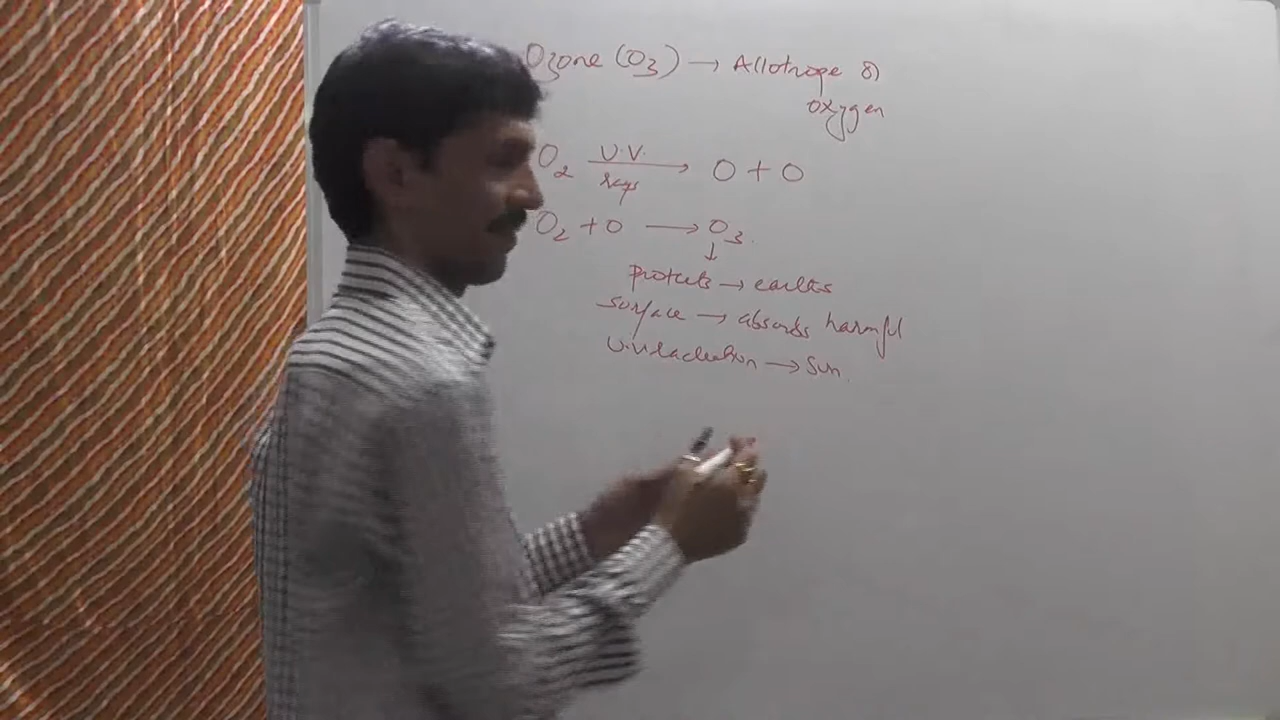 Ozone (O3) → Allotrope of
oxygen
O2 U.V. rays → O + O
O2 + O → O3.
↓
Protects → earths
surface → absorbs harmful
U.V radiation → Sun.